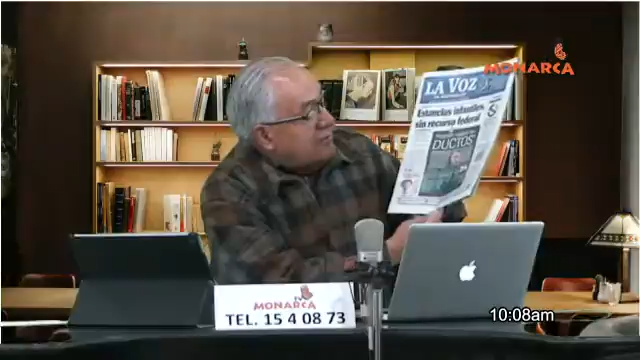 MONARCA
LA VOZ
Estancias infantiles
sin recurso federal
DUCTOS
MONARCA
TEL. 15 4 08 73
10:08am